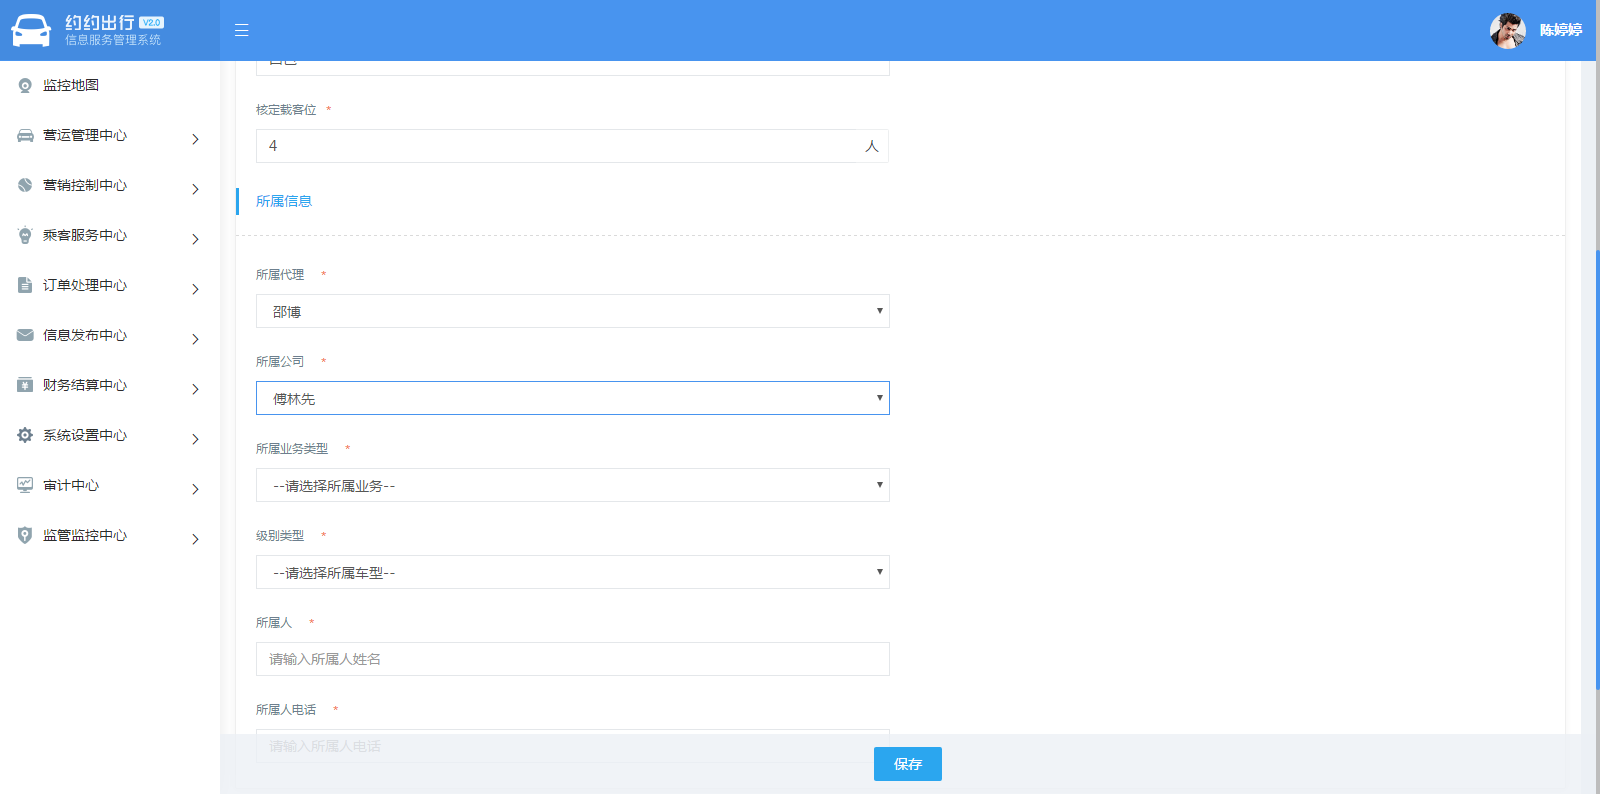 约约出行 V2.0
信息服务管理系统
陈婷婷
监控地图
营运管理中心
营销控制中心
乘客服务中心
订单处理中心
信息发布中心
财务结算中心
系统设置中心
审计中心
监管监控中心
核定载客位 *
4 人
所属信息
所属代理 *
邵博
所属公司 *
傅林先
所属业务类型 *
--请选择所属业务--
级别类型 *
--请选择所属车型--
所属人 *
请输入所属人姓名
所属人电话 *
请输入所属人电话
保存